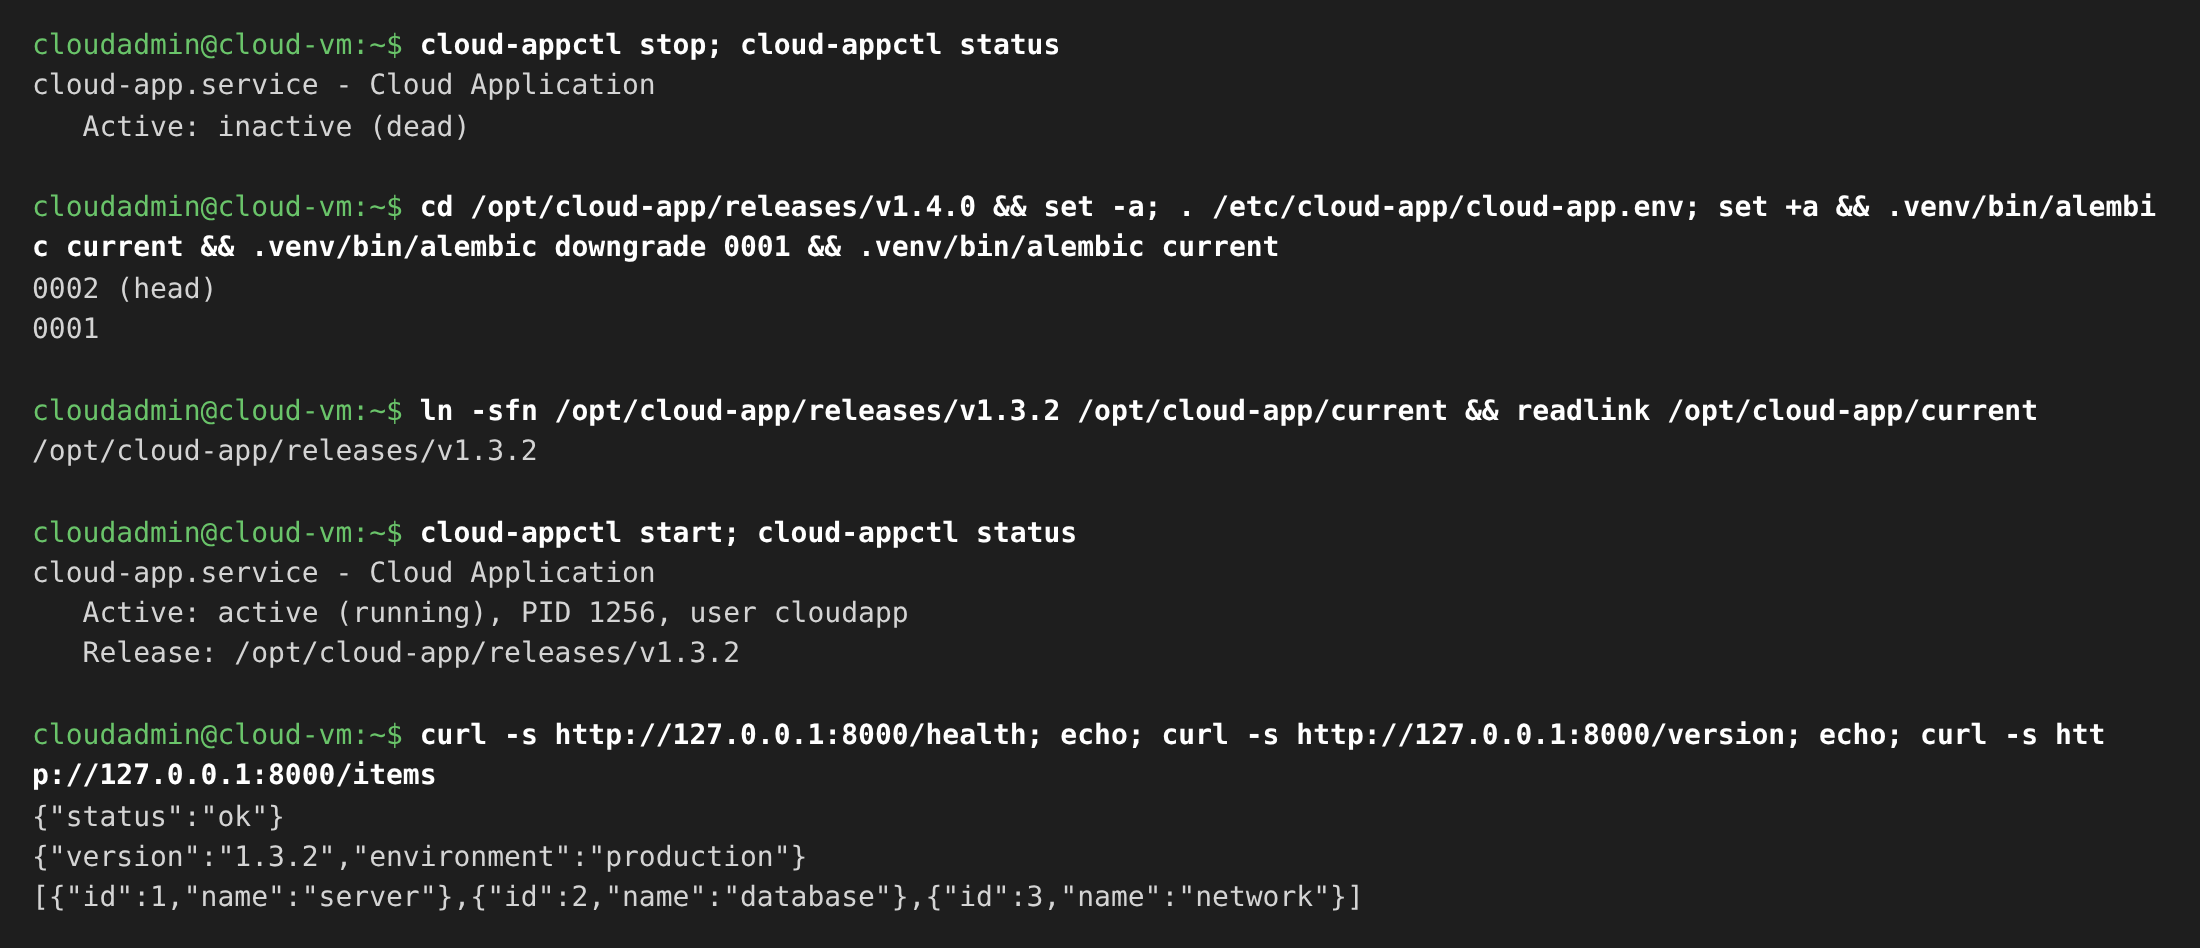 cloudadmin@cloud-vm:~$ cloud-appctl stop; cloud-appctl status
cloud-app.service - Cloud Application
   Active: inactive (dead)

cloudadmin@cloud-vm:~$ cd /opt/cloud-app/releases/v1.4.0 && set -a; . /etc/cloud-app/cloud-app.env; set +a && .venv/bin/alembi
c current && .venv/bin/alembic downgrade 0001 && .venv/bin/alembic current
0002 (head)
0001

cloudadmin@cloud-vm:~$ ln -sfn /opt/cloud-app/releases/v1.3.2 /opt/cloud-app/current && readlink /opt/cloud-app/current
/opt/cloud-app/releases/v1.3.2

cloudadmin@cloud-vm:~$ cloud-appctl start; cloud-appctl status
cloud-app.service - Cloud Application
   Active: active (running), PID 1256, user cloudapp
   Release: /opt/cloud-app/releases/v1.3.2

cloudadmin@cloud-vm:~$ curl -s http://127.0.0.1:8000/health; echo; curl -s http://127.0.0.1:8000/version; echo; curl -s htt
p://127.0.0.1:8000/items
{"status":"ok"}
{"version":"1.3.2","environment":"production"}
[{"id":1,"name":"server"},{"id":2,"name":"database"},{"id":3,"name":"network"}]